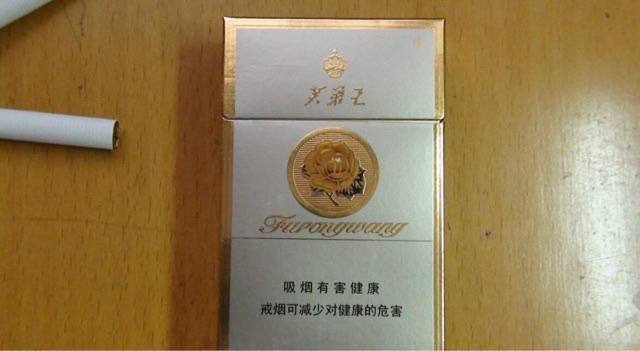 芙蓉王
Furongwang
吸烟有害健康
戒烟可减少对健康的危害